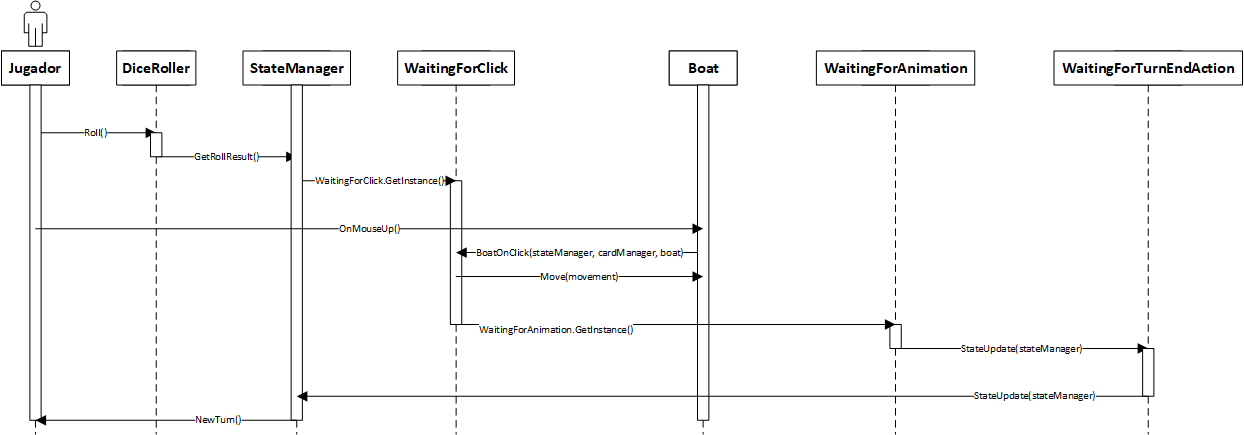 Jugador
DiceRoller
StateManager
WaitingForClick
Boat
WaitingForAnimation
WaitingForTurnEndAction
Roll()
GetRollResult()
WaitingForClick.GetInstance()
OnMouseUp()
BoatOnClick(stateManager, cardManager, boat)
Move(movement)
WaitingForAnimation.GetInstance()
StateUpdate(stateManager)
StateUpdate(stateManager)
NewTurn()